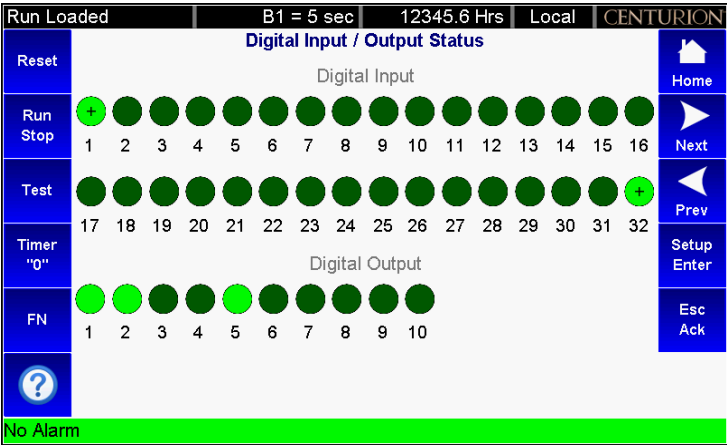 Run Loaded B1 = 5 sec 12345.6 Hrs Local CENTURION
Digital Input / Output Status
Reset
Digital Input
Home
Run
Stop
+
1 2 3 4 5 6 7 8 9 10 11 12 13 14 15 16
Next
Test
+
17 18 19 20 21 22 23 24 25 26 27 28 29 30 31 32
Prev
Timer
"0"
Digital Output
Setup
Enter
FN
1 2 3 4 5 6 7 8 9 10
Esc
Ack
?
No Alarm